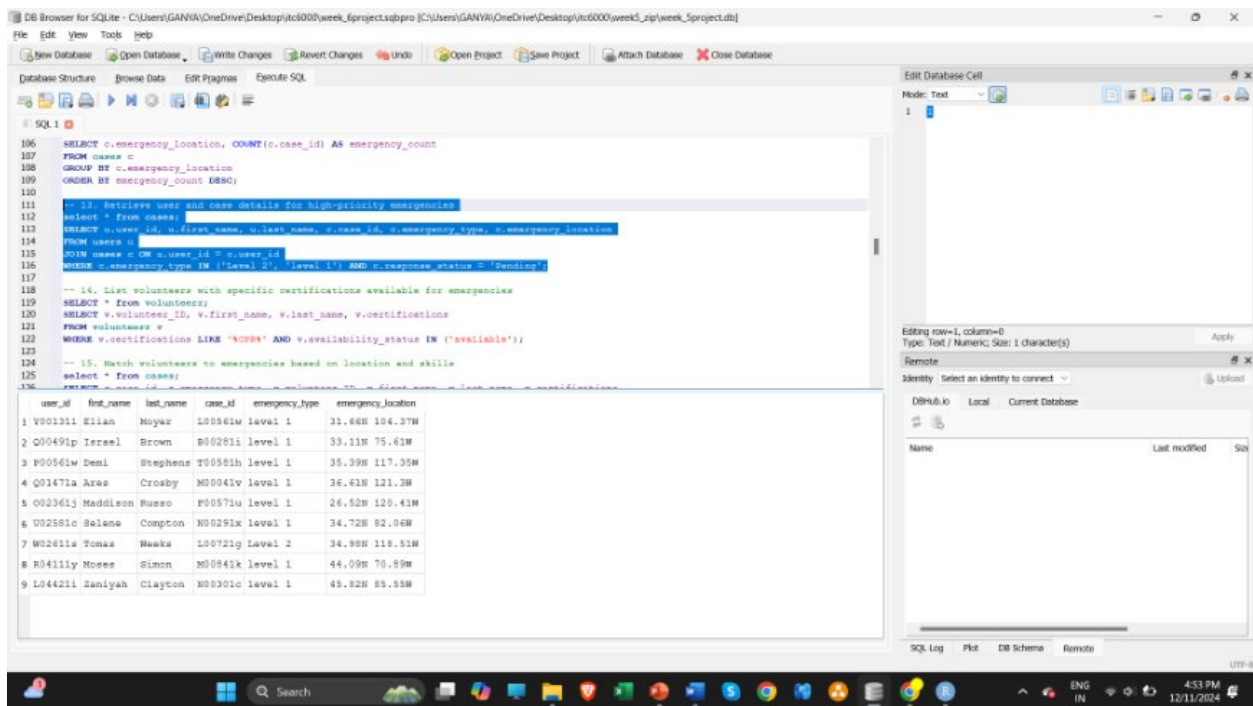 DB Browser for SQLite - C:\Users\GANYA\OneDrive\Desktop\itc6000\week_6project.sqbpro [C:\Users\GANYA\OneDrive\Desktop\itc6000\week5_zip\week_5project.db]
File Edit View Tools Help
New Database Open Database Write Changes Revert Changes Undo Open Project Save Project Attach Database Close Database
Database Structure Browse Data Edit Pragmas Execute SQL
SQL 1
106 SELECT c.emergency_location, COUNT(c.case_id) AS emergency_count
107 FROM cases c
108 GROUP BY c.emergency_location
109 ORDER BY emergency_count DESC;
110
111 -- 13. Retrieve user and case details for high-priority emergencies
112 select * from cases;
113 SELECT u.user_id, u.first_name, u.last_name, c.case_id, c.emergency_type, c.emergency_location
114 FROM users u
115 JOIN cases c ON u.user_id = c.user_id
116 WHERE c.emergency_type IN ('Level 2', 'level 1') AND c.response_status = 'Pending';
117
118 -- 14. List volunteers with specific certifications available for emergencies
119 SELECT * from volunteers;
120 SELECT v.volunteer_ID, v.first_name, v.last_name, v.certifications
121 FROM volunteers v
122 WHERE v.certifications LIKE '%CPR%' AND v.availability_status IN ('available');
123
124 -- 15. Match volunteers to emergencies based on location and skills
125 select * from cases;
126
user_id first_name last_name case_id emergency_type emergency_location
1 Elian Moyer L00561w level 1 31.66N 104.37W
2 Q00491p Israel Brown B00281i level 1 33.11N 75.61W
3 Demi Stephens T00581h level 1 35.39N 117.35W
4 Q01471a Ares Crosby M00041v level 1 36.61N 121.3W
5 O02361j Maddison Russo F00571u level 1 26.52N 120.41W
6 U02581c Selene Compton N00291x level 1 34.72N 82.06W
7 W02611s Tomas Weeks L00721g Level 2 34.98N 118.51W
8 R04111y Moses Simon M00841k level 1 44.09N 70.89W
9 L04421i Zaniyah Clayton N00301c level 1 45.82N 85.55W
Edit Database Cell
Mode: Text
1 1
Editing row=1, column=0
Type: Text / Numeric; Size: 1 character(s)
Apply
Remote
Identity Select an identity to connect Upload
DBHub.io Local Current Database
Name Last modified Size
SQL Log Plot DB Schema Remote
UTF-8
Search
ENG
IN
4:53 PM
12/11/2024